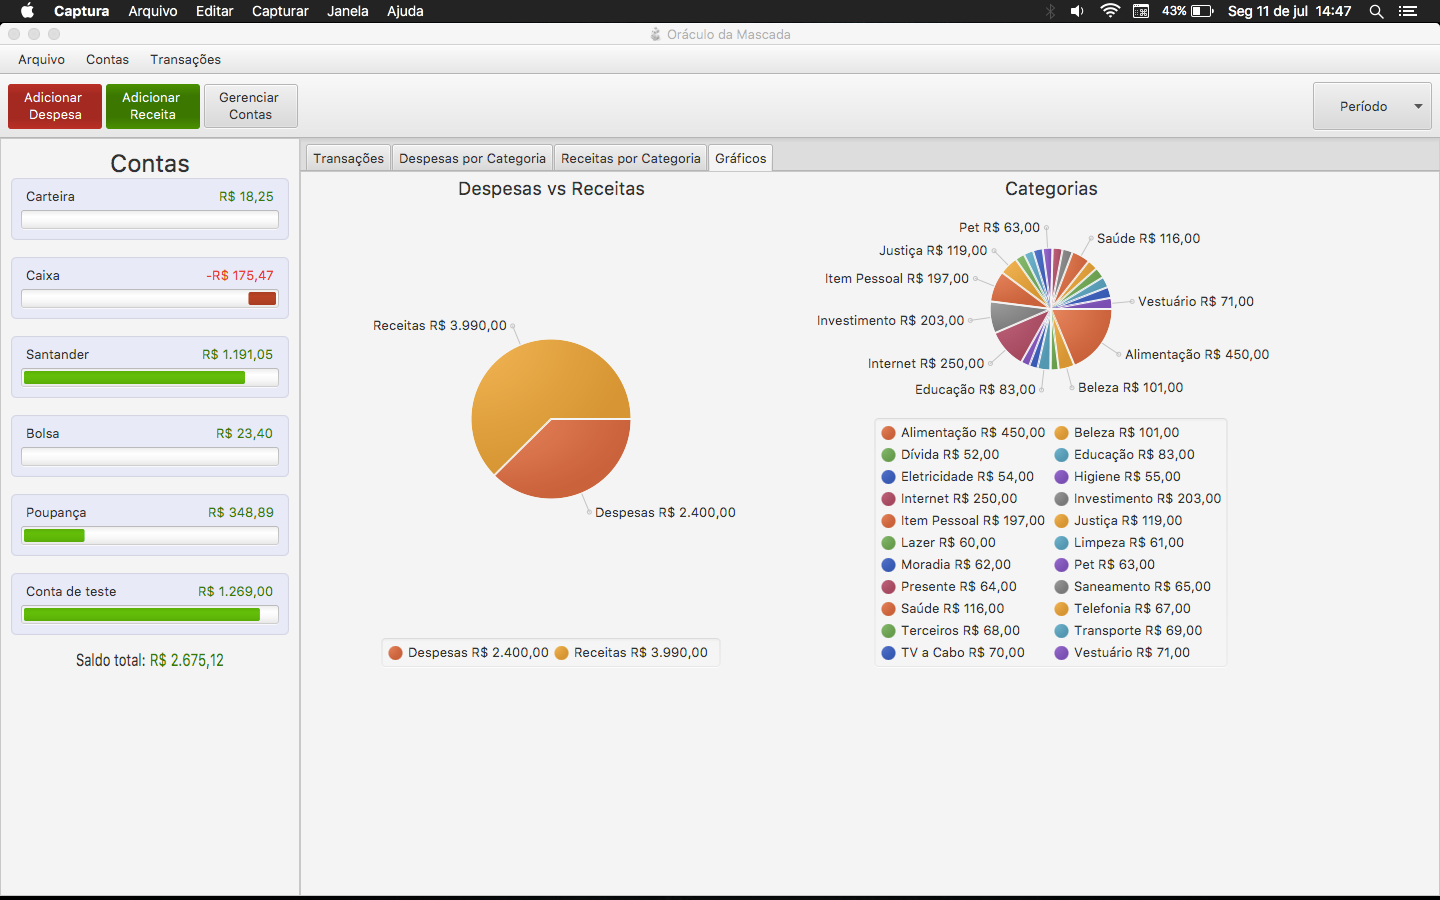 Captura Arquivo Editar Capturar Janela Ajuda 43% Seg 11 de jul 14:47
Oráculo da Mascada
Arquivo Contas Transações
Adicionar
Despesa
Adicionar
Receita
Gerenciar
Contas
Período
Contas
Carteira R$ 18,25
Caixa -R$ 175,47
Santander R$ 1.191,05
Bolsa R$ 23,40
Poupança R$ 348,89
Conta de teste R$ 1.269,00
Saldo total: R$ 2.675,12
Transações Despesas por Categoria Receitas por Categoria Gráficos
Despesas vs Receitas
Receitas R$ 3.990,00
Despesas R$ 2.400,00
Despesas R$ 2.400,00 Receitas R$ 3.990,00
Categorias
Pet R$ 63,00
Saúde R$ 116,00
Justiça R$ 119,00
Item Pessoal R$ 197,00
Vestuário R$ 71,00
Investimento R$ 203,00
Alimentação R$ 450,00
Internet R$ 250,00
Beleza R$ 101,00
Educação R$ 83,00
Alimentação R$ 450,00 Beleza R$ 101,00
Dívida R$ 52,00 Educação R$ 83,00
Eletricidade R$ 54,00 Higiene R$ 55,00
Internet R$ 250,00 Investimento R$ 203,00
Item Pessoal R$ 197,00 Justiça R$ 119,00
Lazer R$ 60,00 Limpeza R$ 61,00
Moradia R$ 62,00 Pet R$ 63,00
Presente R$ 64,00 Saneamento R$ 65,00
Saúde R$ 116,00 Telefonia R$ 67,00
Terceiros R$ 68,00 Transporte R$ 69,00
TV a Cabo R$ 70,00 Vestuário R$ 71,00